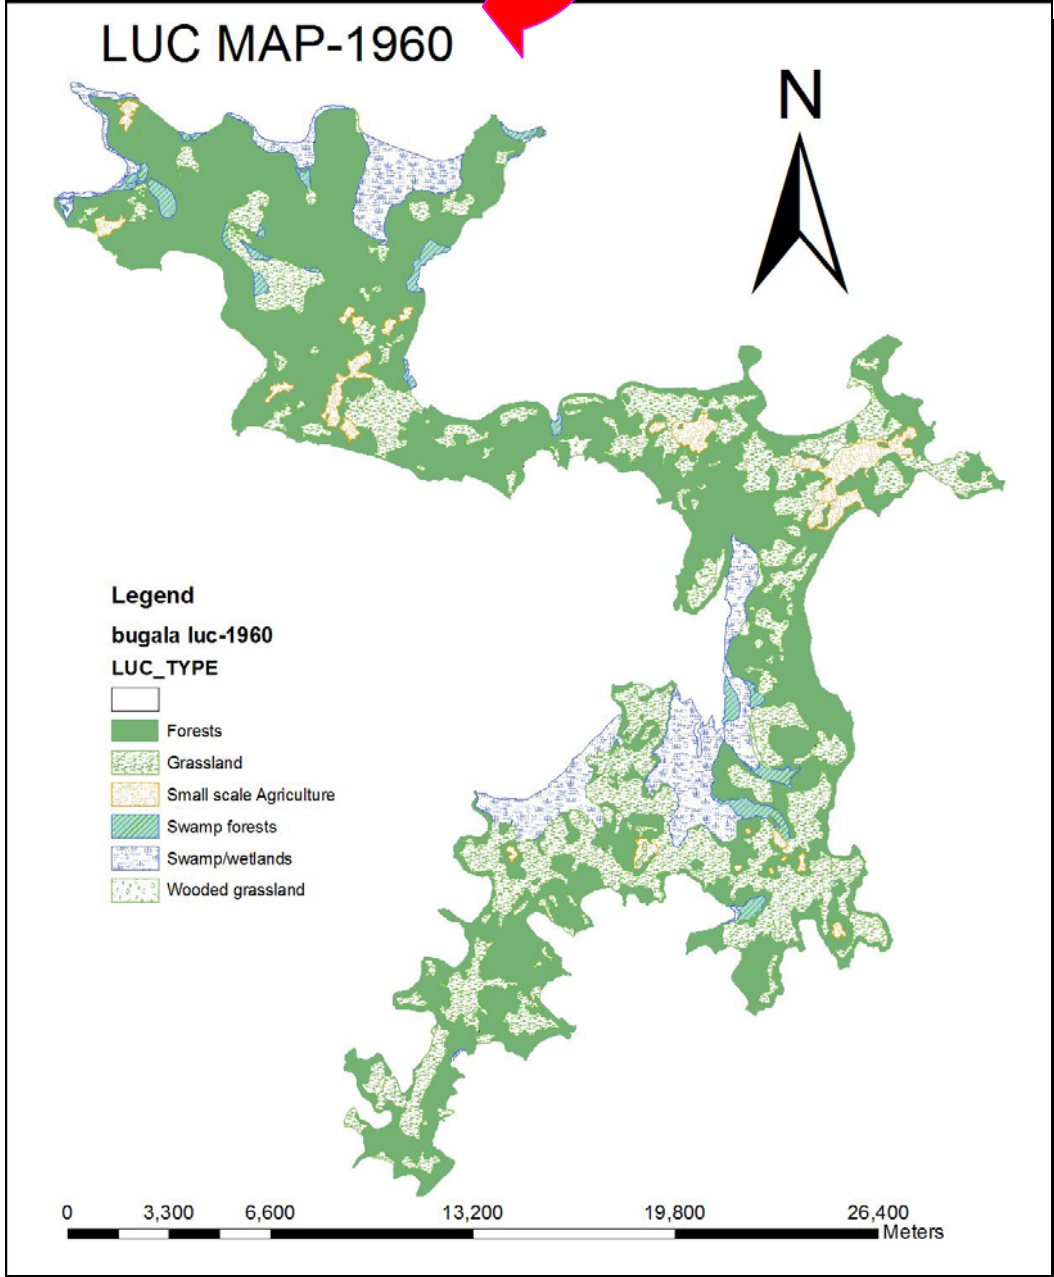 LUC MAP-1960
N
Legend
bugala luc-1960
LUC_TYPE
Forests
Grassland
Small scale Agriculture
Swamp forests
Swamp/wetlands
Wooded grassland
0 3,300 6,600 13,200 19,800 26,400
Meters